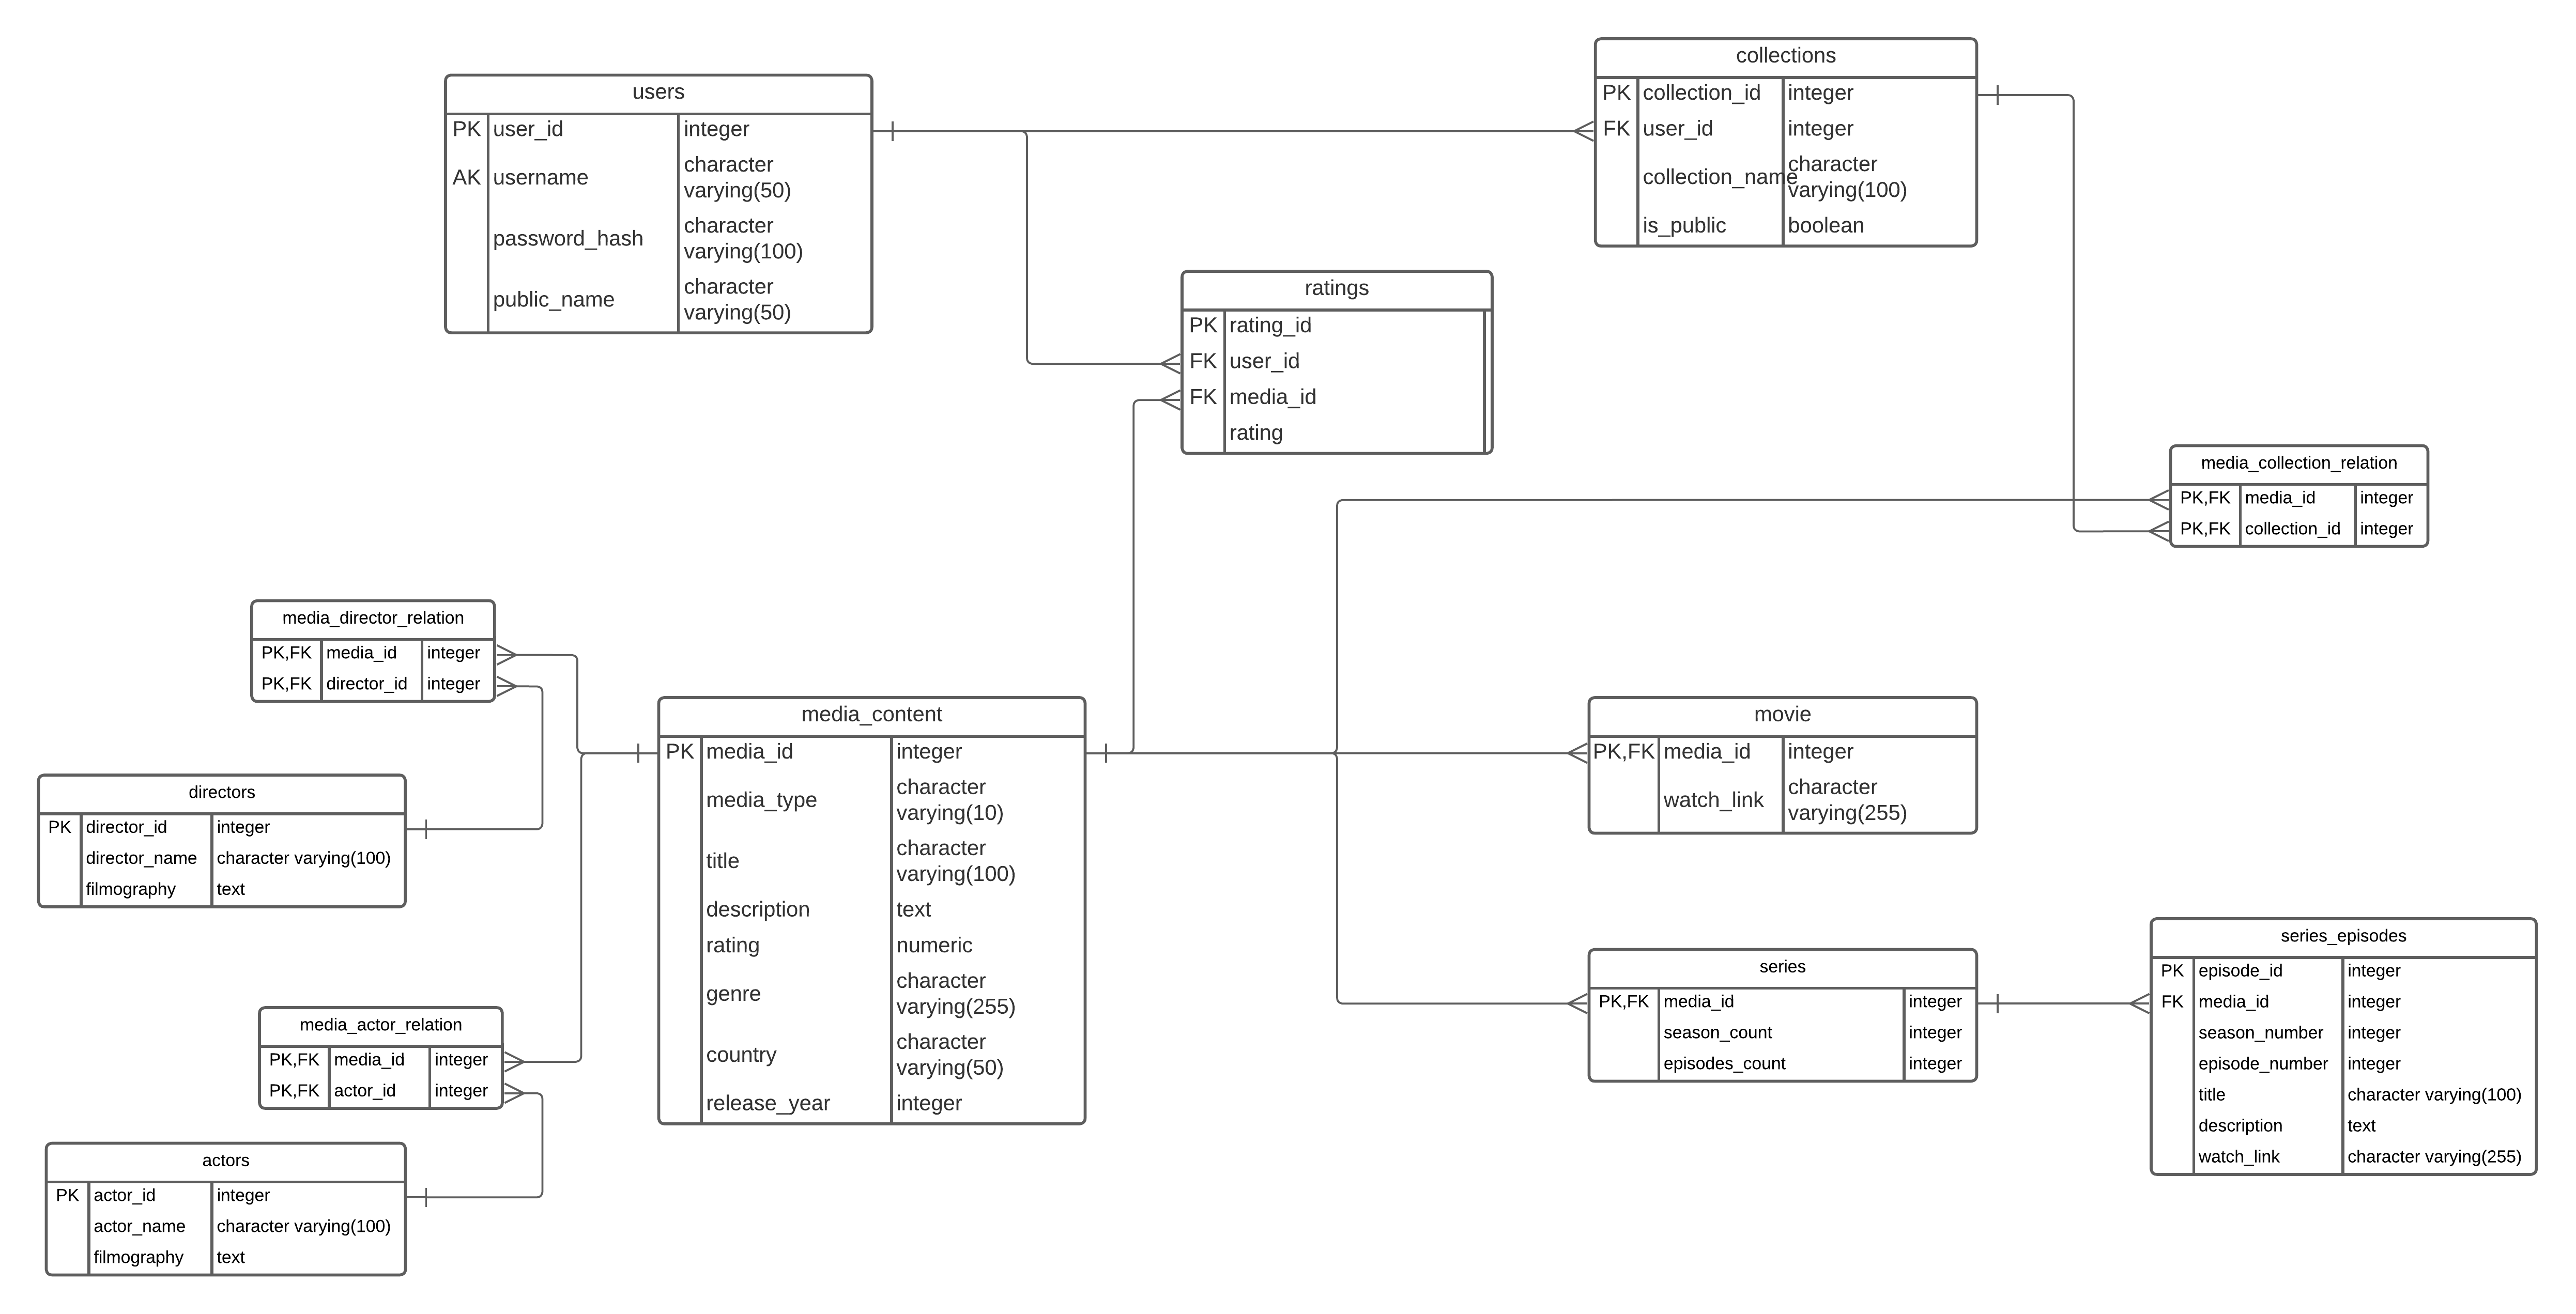 users
PK user_id integer
AK username character varying(50)
password_hash character varying(100)
public_name character varying(50)
collections
PK collection_id integer
FK user_id integer
collection_name character varying(100)
is_public boolean
ratings
PK rating_id
FK user_id
FK media_id
rating
media_collection_relation
PK,FK media_id integer
PK,FK collection_id integer
media_director_relation
PK,FK media_id integer
PK,FK director_id integer
directors
PK director_id integer
director_name character varying(100)
filmography text
media_actor_relation
PK,FK media_id integer
PK,FK actor_id integer
actors
PK actor_id integer
actor_name character varying(100)
filmography text
media_content
PK media_id integer
media_type character varying(10)
title character varying(100)
description text
rating numeric
genre character varying(255)
country character varying(50)
release_year integer
movie
PK,FK media_id integer
watch_link character varying(255)
series
PK,FK media_id integer
season_count integer
episodes_count integer
series_episodes
PK episode_id integer
FK media_id integer
season_number integer
episode_number integer
title character varying(100)
description text
watch_link character varying(255)